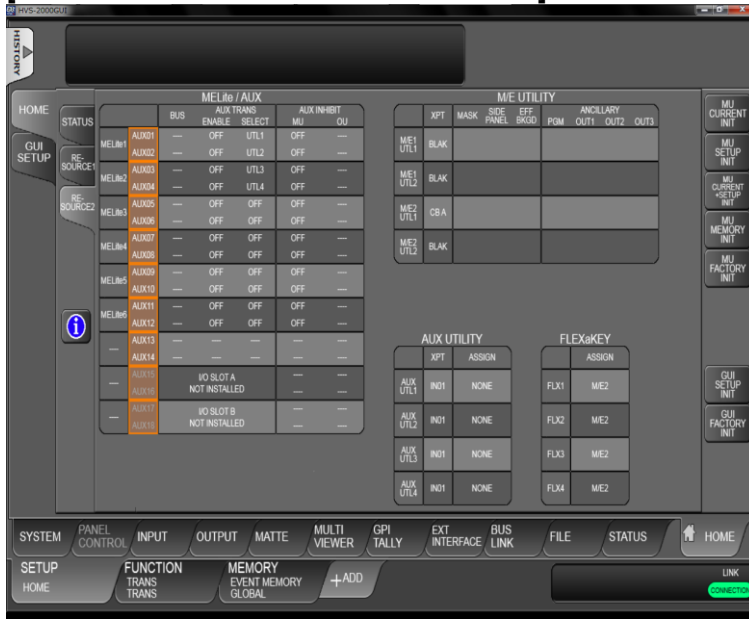 HVS-2000GUI
HISTORY
HOME
GUI SETUP
STATUS
RE-SOURCE1
RE-SOURCE2
MELite / AUX
BUS AUX TRANS AUX INHIBIT
ENABLE SELECT MU OU
MELite1 AUX01 — OFF UTL1 OFF —
AUX02 — OFF UTL2 OFF —
MELite2 AUX03 — OFF UTL3 OFF —
AUX04 — OFF UTL4 OFF —
MELite3 AUX05 — OFF OFF OFF —
AUX06 — OFF OFF OFF —
MELite4 AUX07 — OFF OFF OFF —
AUX08 — OFF OFF OFF —
MELite5 AUX09 — OFF OFF OFF —
AUX10 — OFF OFF OFF —
MELite6 AUX11 — OFF OFF OFF —
AUX12 — OFF OFF OFF —
— AUX13 — — — — —
AUX14 — — — — —
— AUX15 I/O SLOT A — —
AUX16 NOT INSTALLED — —
— AUX17 I/O SLOT B — —
AUX18 NOT INSTALLED — —
M/E UTILITY
XPT MASK SIDE PANEL EFF BKGD ANCILLARY
PGM OUT1 OUT2 OUT3
M/E1 UTL1 BLAK
M/E1 UTL2 BLAK
M/E2 UTL1 CB A
M/E2 UTL2 BLAK
AUX UTILITY
XPT ASSIGN
AUX UTL1 IN01 NONE
AUX UTL2 IN01 NONE
AUX UTL3 IN01 NONE
AUX UTL4 IN01 NONE
FLEXaKEY
ASSIGN
FLX1 M/E2
FLX2 M/E2
FLX3 M/E2
FLX4 M/E2
MU CURRENT INIT
MU SETUP INIT
MU CURRENT +SETUP INIT
MU MEMORY INIT
MU FACTORY INIT
GUI SETUP INIT
GUI FACTORY INIT
SYSTEM PANEL CONTROL INPUT OUTPUT MATTE MULTI VIEWER GPI TALLY EXT INTERFACE BUS LINK FILE STATUS HOME
SETUP FUNCTION MEMORY
HOME TRANS EVENT MEMORY +ADD
TRANS GLOBAL
LINK
CONNECTION